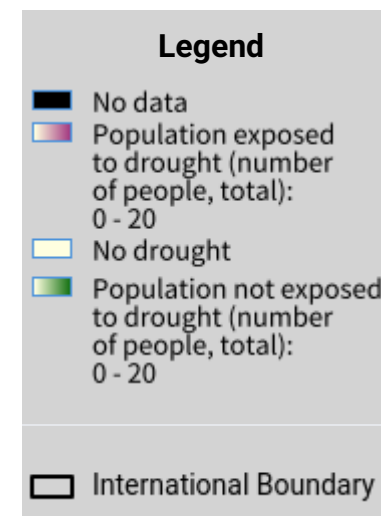 Legend
No data
Population exposed
to drought (number
of people, total):
0 - 20
No drought
Population not exposed
to drought (number
of people, total):
0 - 20
International Boundary